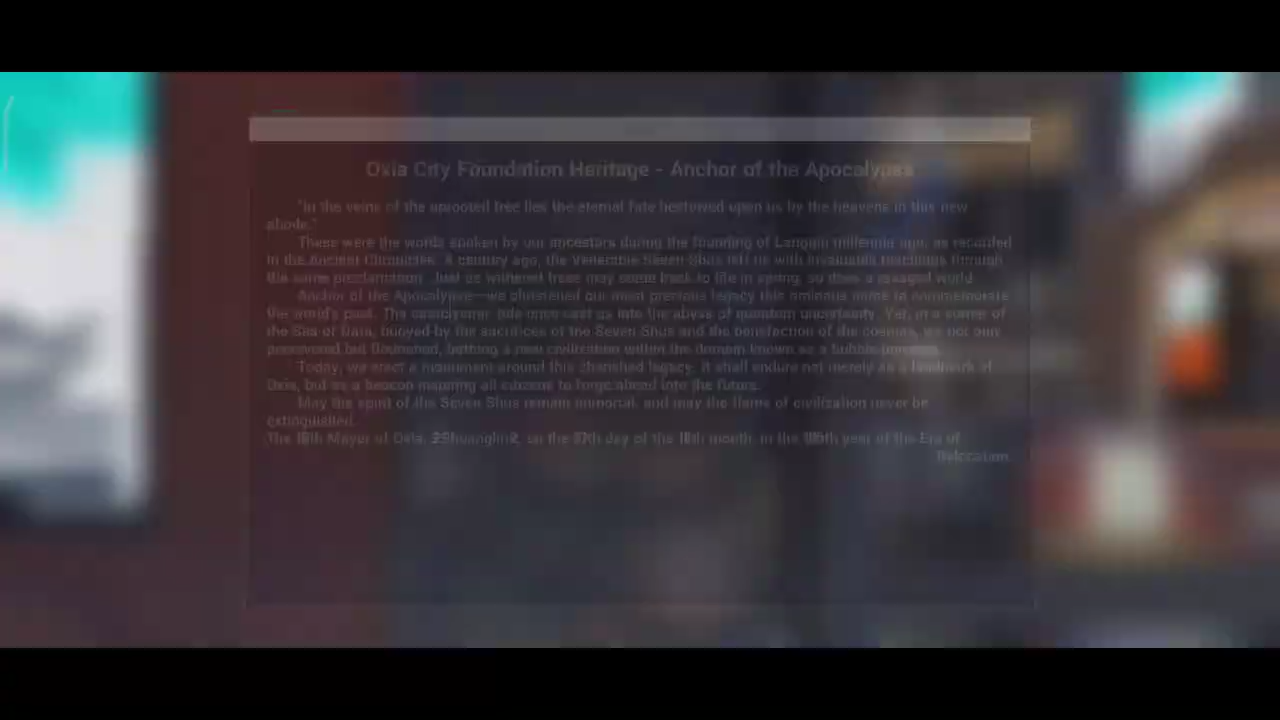 Oxia City Foundation Heritage - Anchor of the Apocalypse
"In the veins of the uprooted tree lies the eternal fate bestowed upon us by the heavens in this new
abode."
These were the words spoken by our ancestors during the founding of Langqiu millennia ago, as recorded
in the Ancient Chronicles. A century ago, the Venerable Seven Shus left us with invaluable teachings through
the same proclamation. Just as withered trees may come back to life in spring, so does a ravaged world.
Anchor of the Apocalypse—we christened our most precious legacy this ominous name to commemorate
the world's past. The cataclysmic tide once cast us into the abyss of quantum uncertainty. Yet, in a corner of
the Sea of Data, buoyed by the sacrifices of the Seven Shus and the benefaction of the cosmos, we not only
persevered but flourished, birthing a new civilization within the domain known as a bubble universe.
Today, we erect a monument around this cherished legacy. It shall endure not merely as a landmark of
Oxia, but as a beacon inspiring all citizens to forge ahead into the future.
May the spirit of the Seven Shus remain immortal, and may the flame of civilization never be
extinguished.
The Mayor of Oxia, on the day of the month, in the year of the Era of